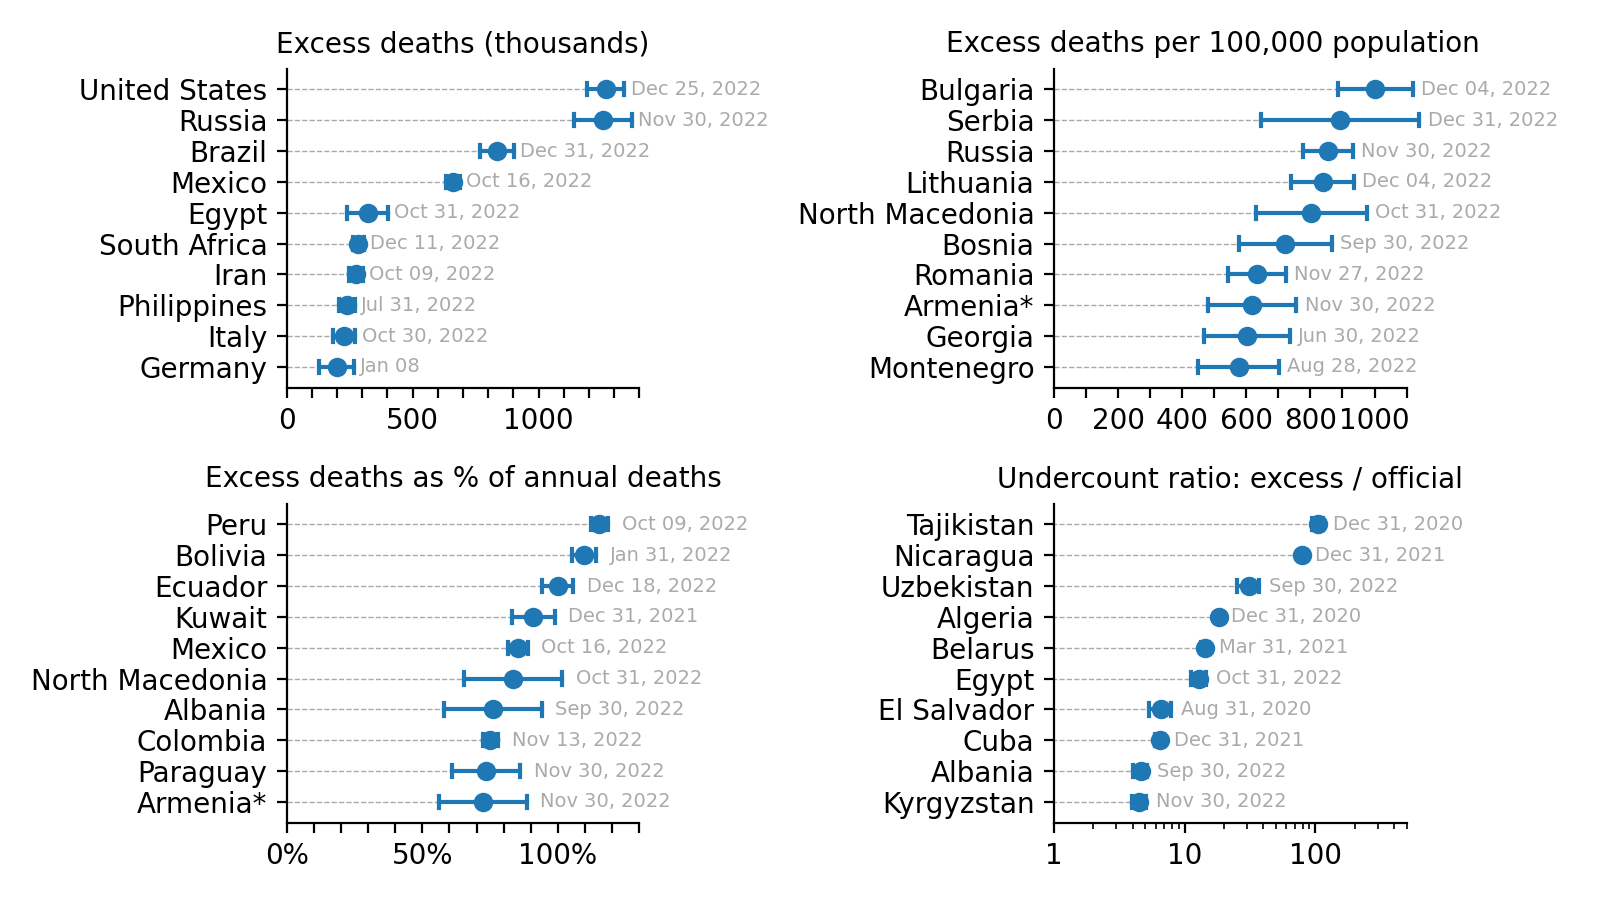 Excess deaths (thousands)
United States Dec 25, 2022
Russia Nov 30, 2022
Brazil Dec 31, 2022
Mexico Oct 16, 2022
Egypt Oct 31, 2022
South Africa Dec 11, 2022
Iran Oct 09, 2022
Philippines Jul 31, 2022
Italy Oct 30, 2022
Germany Jan 08
0 500 1000
Excess deaths per 100,000 population
Bulgaria Dec 04, 2022
Serbia Dec 31, 2022
Russia Nov 30, 2022
Lithuania Dec 04, 2022
North Macedonia Oct 31, 2022
Bosnia Sep 30, 2022
Romania Nov 27, 2022
Armenia* Nov 30, 2022
Georgia Jun 30, 2022
Montenegro Aug 28, 2022
0 200 400 600 800 1000
Excess deaths as % of annual deaths
Peru Oct 09, 2022
Bolivia Jan 31, 2022
Ecuador Dec 18, 2022
Kuwait Dec 31, 2021
Mexico Oct 16, 2022
North Macedonia Oct 31, 2022
Albania Sep 30, 2022
Colombia Nov 13, 2022
Paraguay Nov 30, 2022
Armenia* Nov 30, 2022
0% 50% 100%
Undercount ratio: excess / official
Tajikistan Dec 31, 2020
Nicaragua Dec 31, 2021
Uzbekistan Sep 30, 2022
Algeria Dec 31, 2020
Belarus Mar 31, 2021
Egypt Oct 31, 2022
El Salvador Aug 31, 2020
Cuba Dec 31, 2021
Albania Sep 30, 2022
Kyrgyzstan Nov 30, 2022
1 10 100